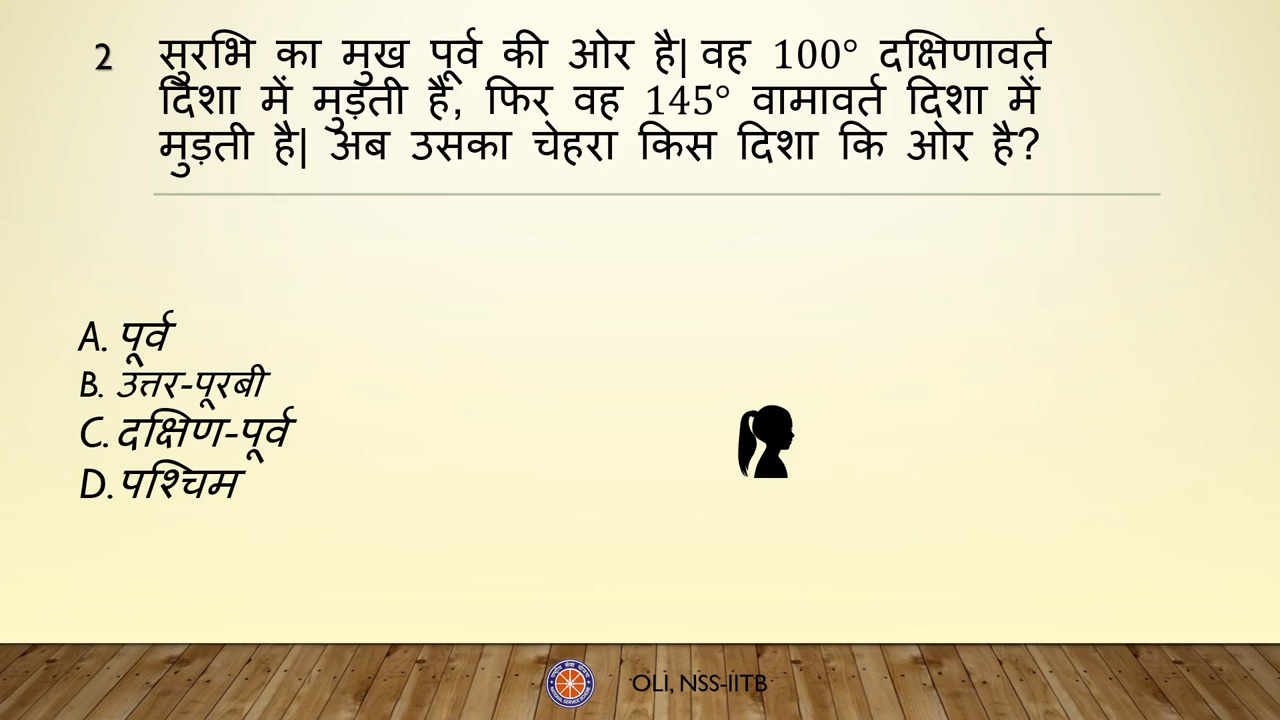 2 सुरभि का मुख पूर्व की ओर है| वह 100° दक्षिणावर्त
दिशा में मुड़ती है, फिर वह 145° वामावर्त दिशा में
मुड़ती है| अब उसका चेहरा किस दिशा कि ओर है?
A. पूर्व
B. उत्तर-पूरबी
C. दक्षिण-पूर्व
D. पश्चिम
OLI, NSS-IITB